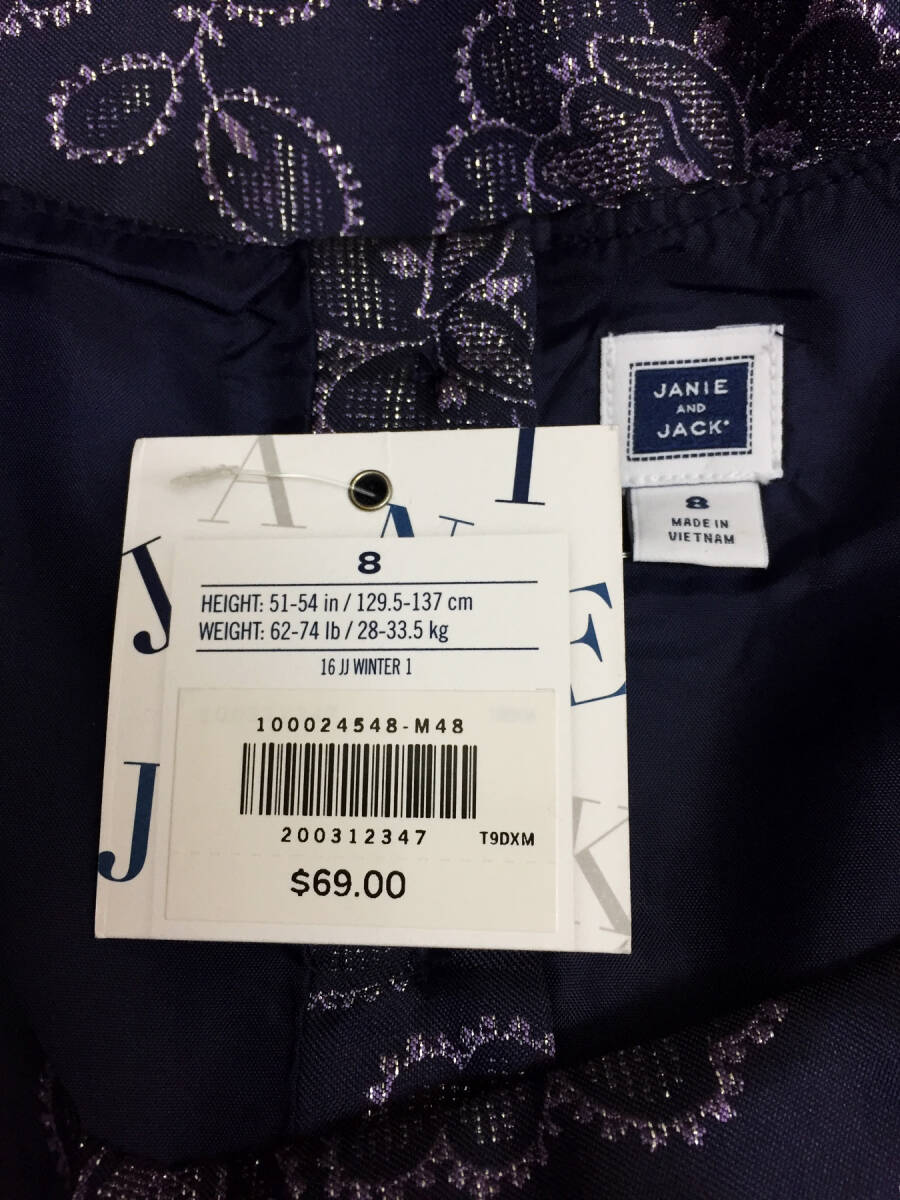 JANIE
AND
JACK
8
MADE IN
VIETNAM
A
I
J
N
E
J
K
8
HEIGHT: 51-54 in / 129.5-137 cm
WEIGHT: 62-74 lb / 28-33.5 kg
16 JJ WINTER 1
100024548-M48
200312347
T9DXM
$69.00